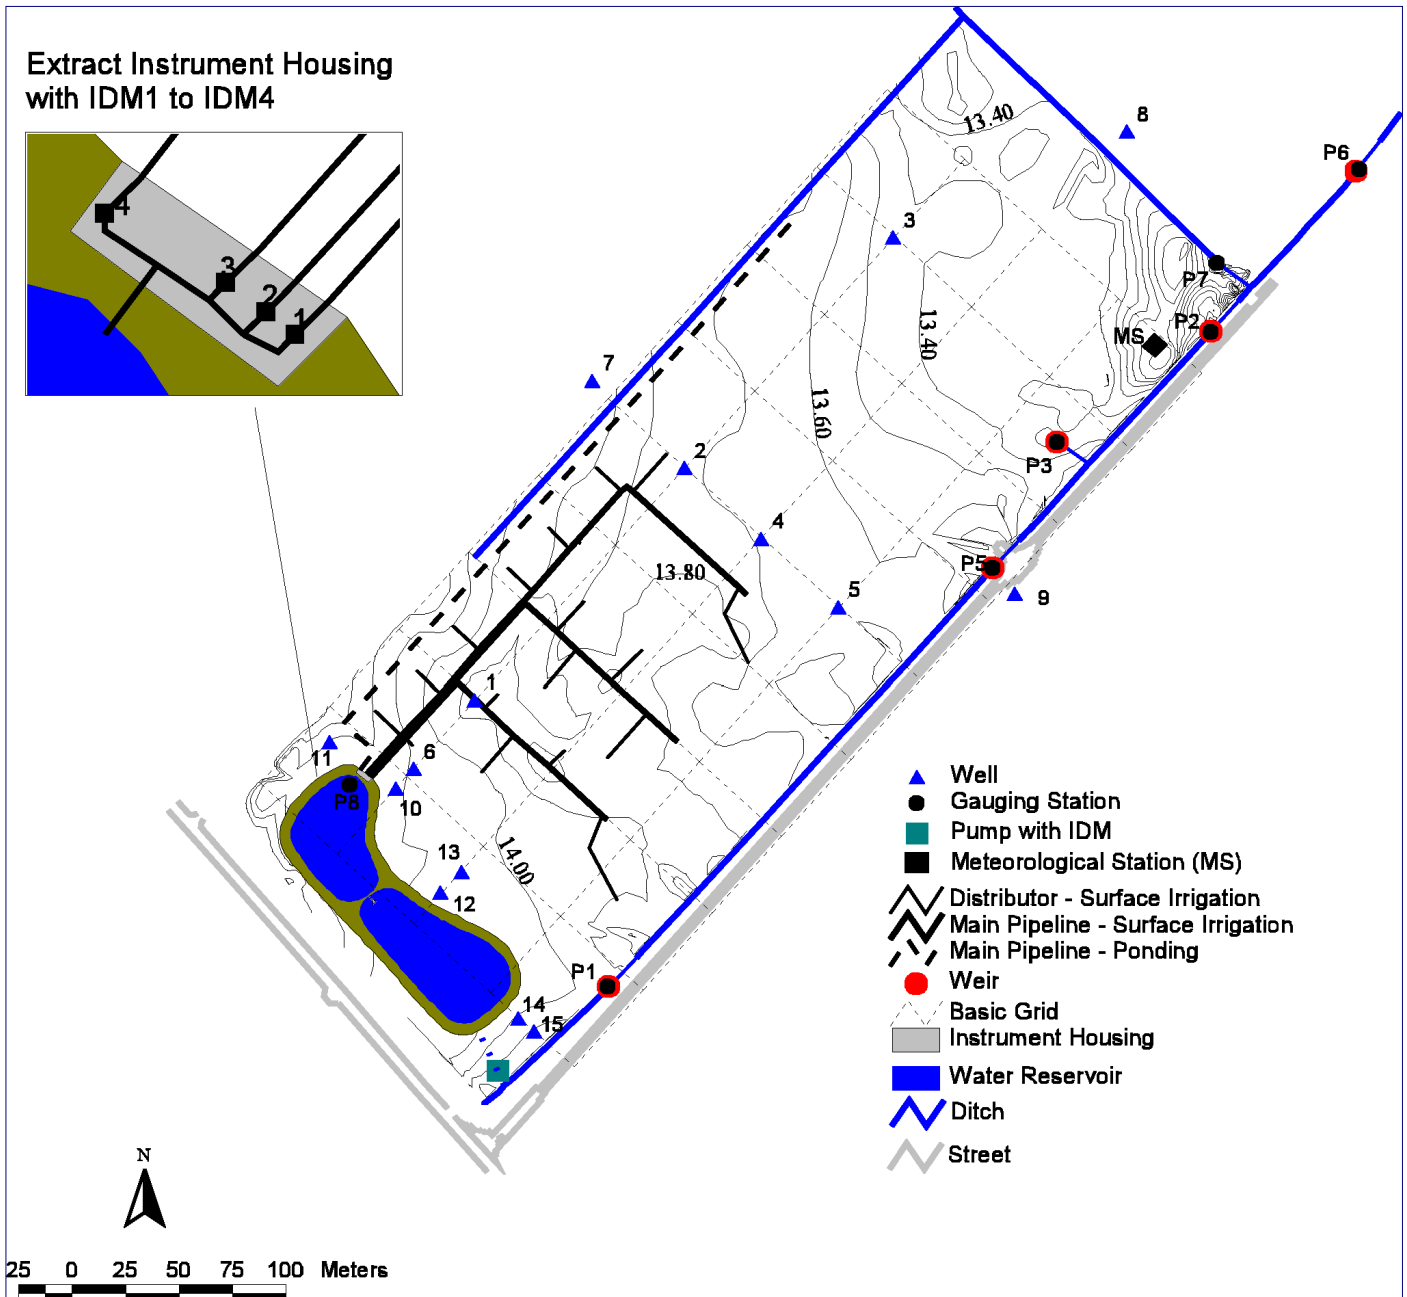 Extract Instrument Housing
with IDM1 to IDM4
4
3
2
1
13.40
8
P6
3
P7
P2
MS
13.40
7
13.60
P3
2
4
P5
13.80
5
9
1
11
6
P8
10
14.00
13
12
P1
14
15
Well
Gauging Station
Pump with IDM
Meteorological Station (MS)
Distributor - Surface Irrigation
Main Pipeline - Surface Irrigation
Main Pipeline - Ponding
Weir
Basic Grid
Instrument Housing
Water Reservoir
Ditch
Street
N
25 0 25 50 75 100 Meters